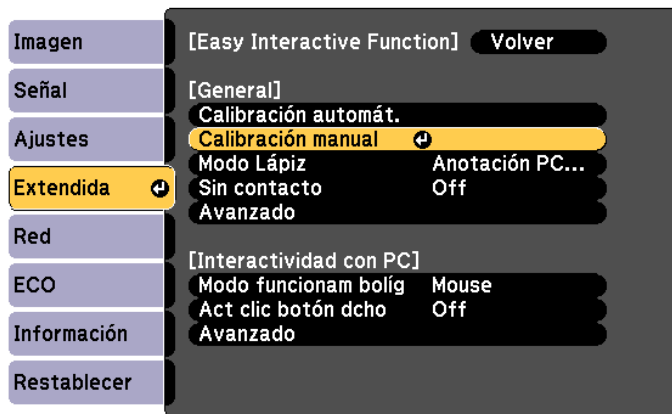 Imagen
Señal
Ajustes
Extendida
Red
ECO
Información
Restablecer
[Easy Interactive Function] Volver
[General]
Calibración automát.
Calibración manual
Modo Lápiz Anotación PC...
Sin contacto Off
Avanzado
[Interactividad con PC]
Modo funcionam bolíg Mouse
Act clic botón dcho Off
Avanzado